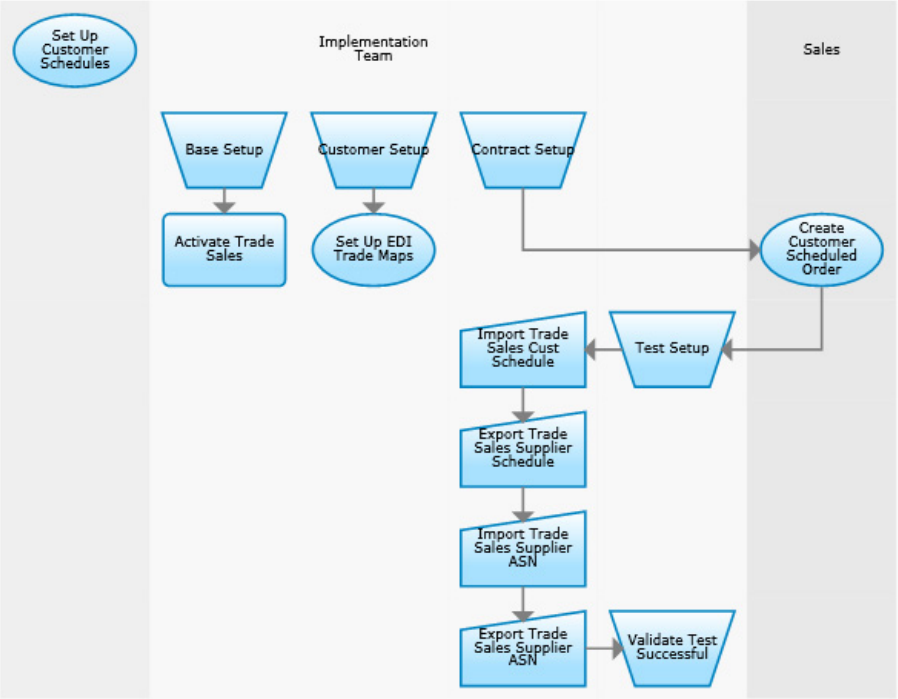 Set Up
Customer
Schedules
Implementation
Team
Sales
Base Setup
Customer Setup
Contract Setup
Activate Trade
Sales
Set Up EDI
Trade Maps
Create
Customer
Scheduled
Order
Import Trade
Sales Cust
Schedule
Test Setup
Export Trade
Sales Supplier
Schedule
Import Trade
Sales Supplier
ASN
Export Trade
Sales Supplier
ASN
Validate Test
Successful